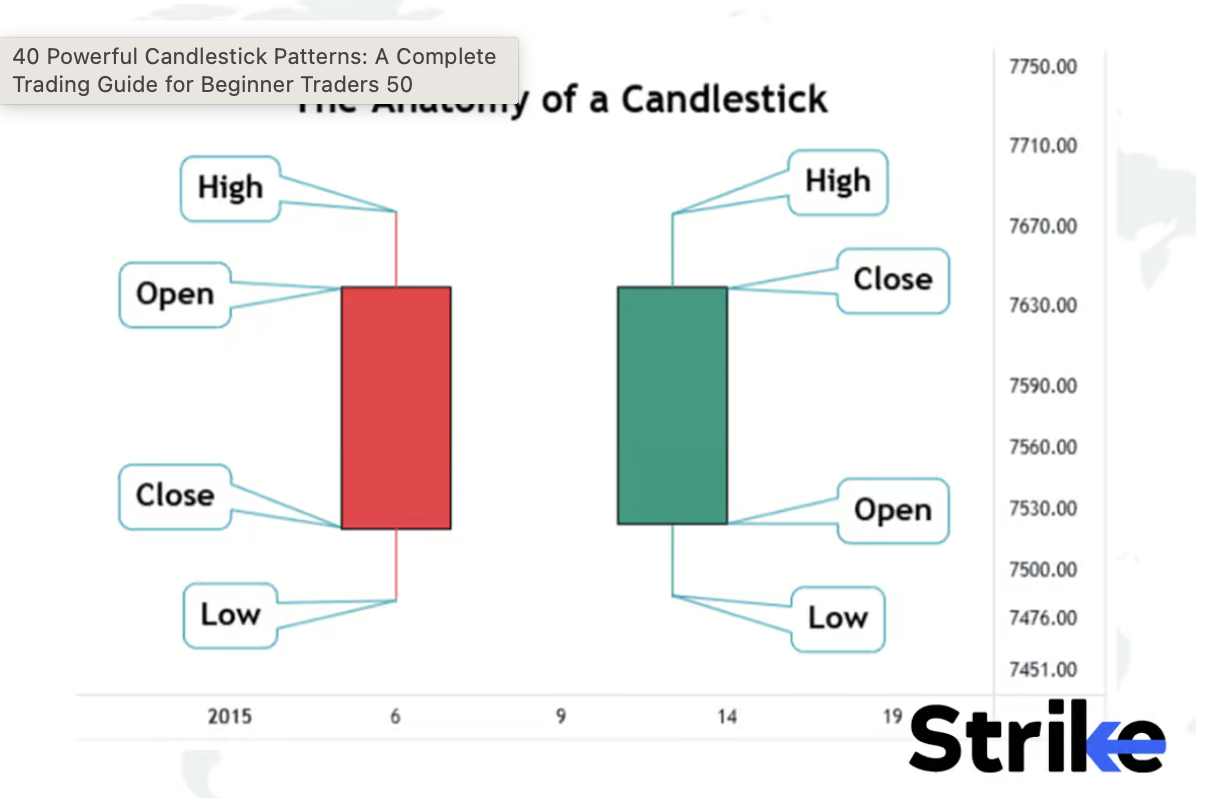 40 Powerful Candlestick Patterns: A Complete
Trading Guide for Beginner Traders 50
The Anatomy of a Candlestick
High
Open
Close
Low
High
Close
Open
Low
7750.00
7710.00
7670.00
7630.00
7590.00
7560.00
7530.00
7500.00
7476.00
7451.00
2015 6 9 14 19
Strike